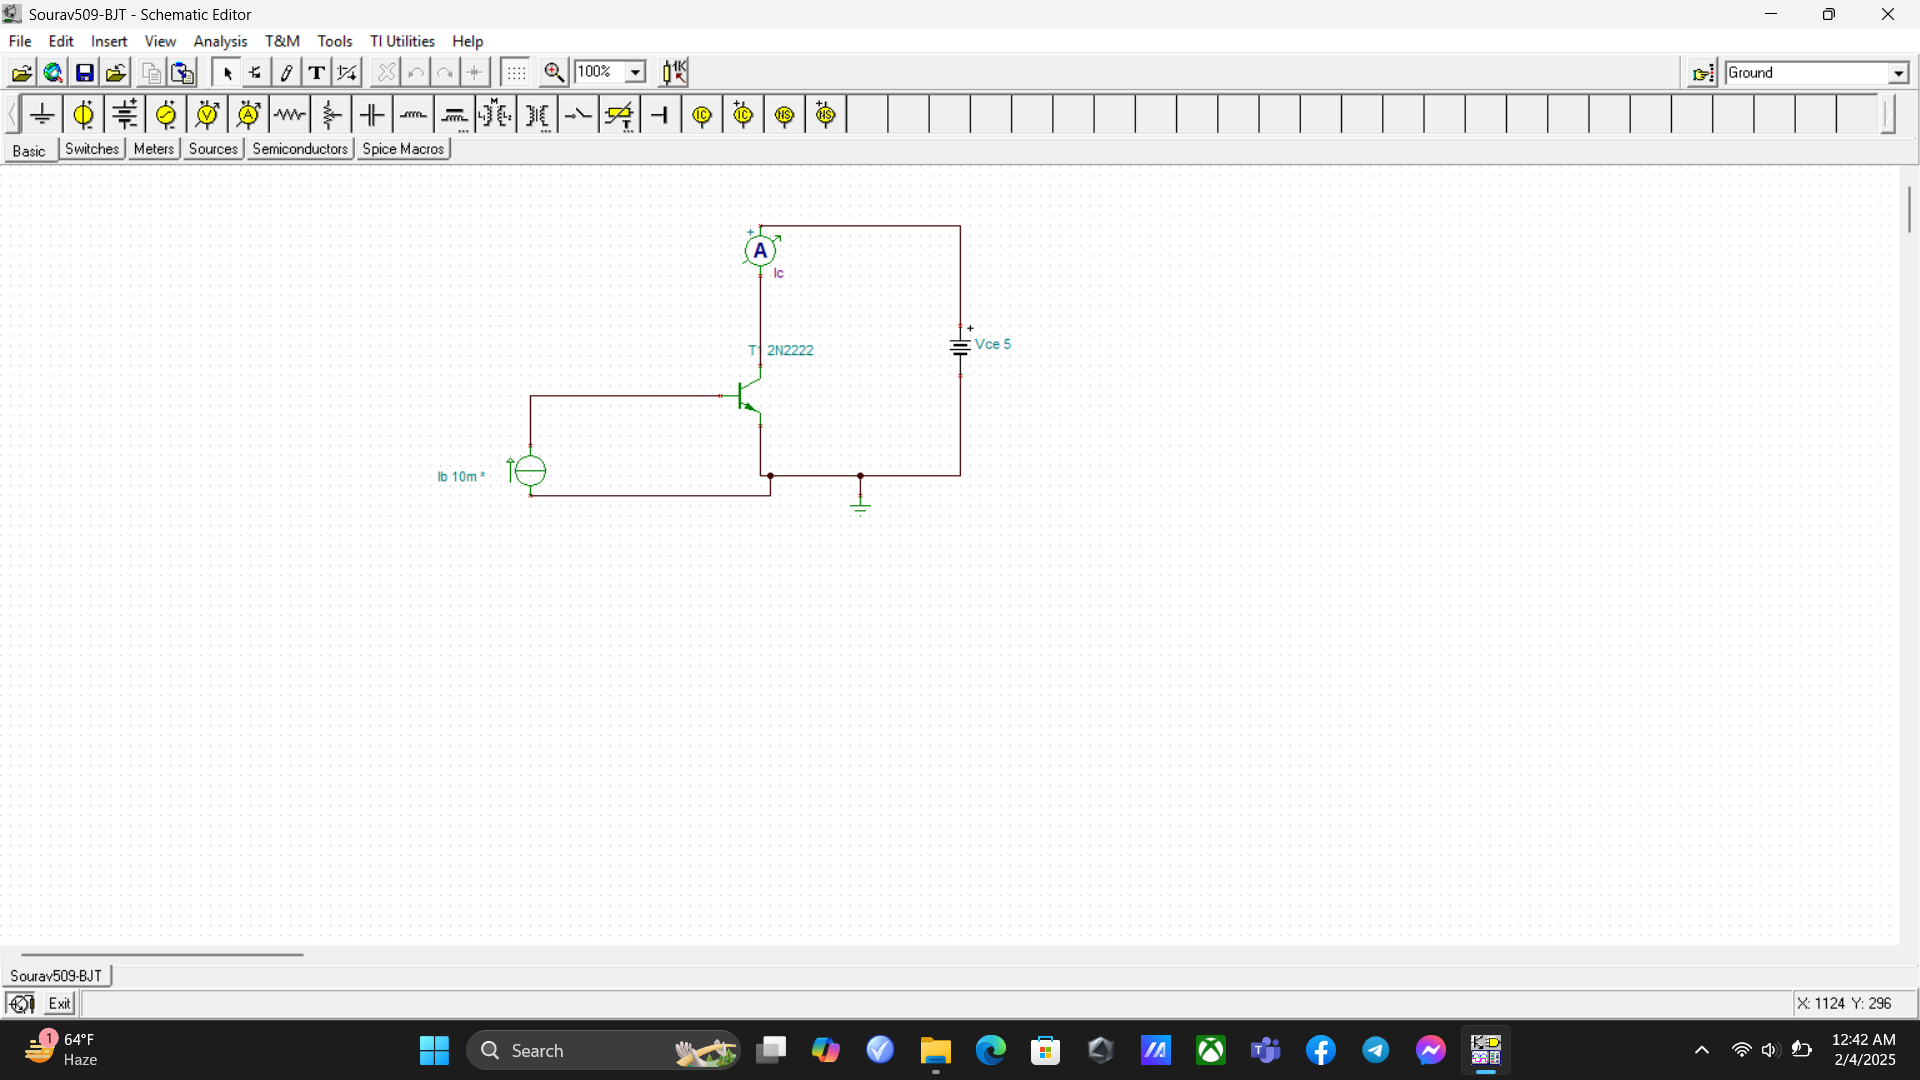 Sourav509-BJT - Schematic Editor
File Edit Insert View Analysis T&M Tools TI Utilities Help
100% 1K Ground
Basic Switches Meters Sources Semiconductors Spice Macros
+
A
Ic
+
Vce 5
T1 2N2222
Ib 10m *
Sourav509-BJT
Exit X: 1124 Y: 296
1 64°F
Haze
Search
12:42 AM
2/4/2025